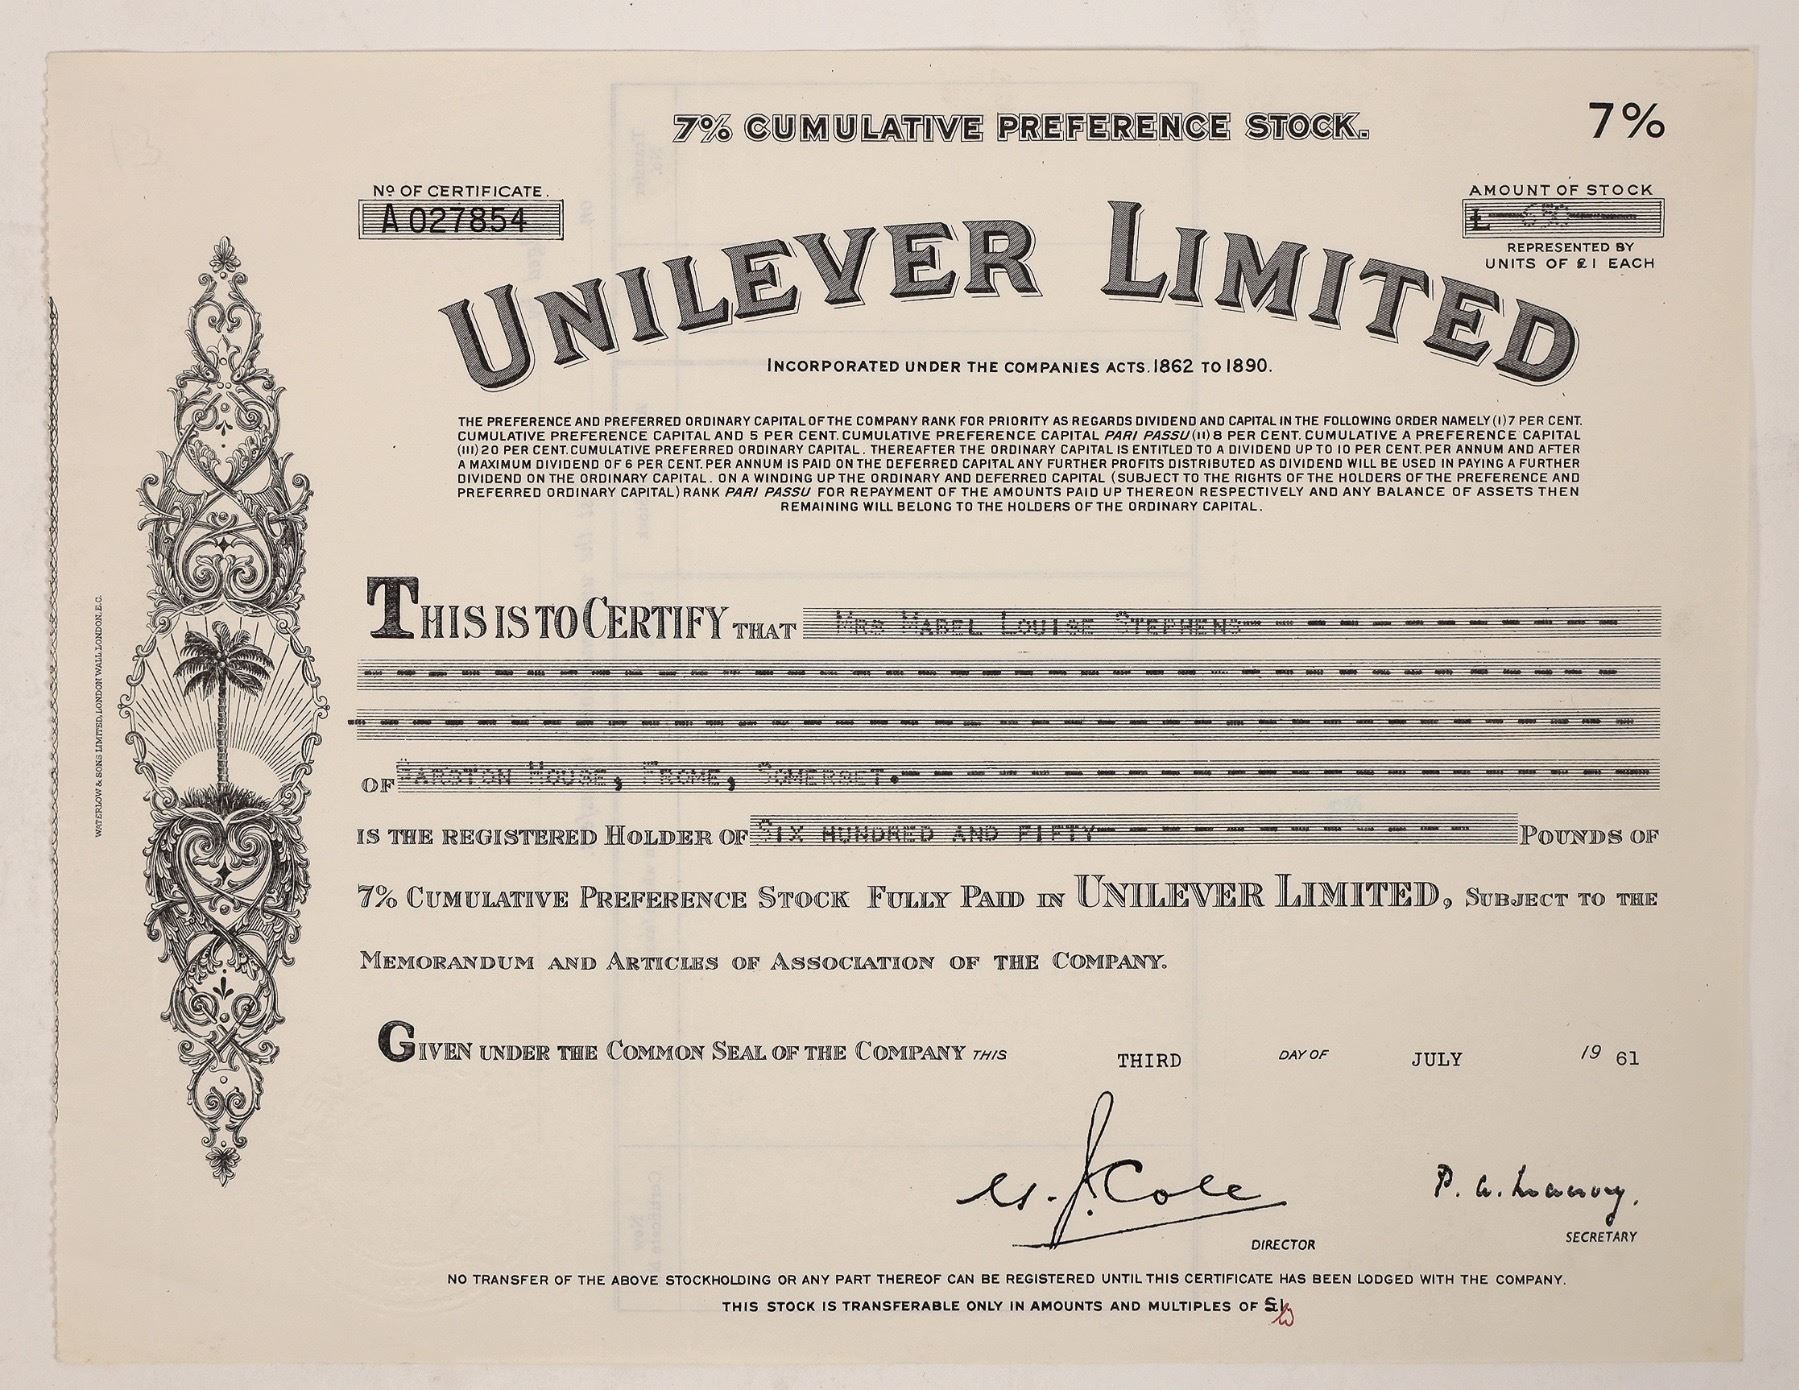 7% CUMULATIVE PREFERENCE STOCK.
7%
Nº OF CERTIFICATE.
A 027854
AMOUNT OF STOCK
£ 650
REPRESENTED BY
UNITS OF £1 EACH
UNILEVER LIMITED
INCORPORATED UNDER THE COMPANIES ACTS. 1862 TO 1890.
THE PREFERENCE AND PREFERRED ORDINARY CAPITAL OF THE COMPANY RANK FOR PRIORITY AS REGARDS DIVIDEND AND CAPITAL IN THE FOLLOWING ORDER NAMELY (I) 7 PER CENT.
CUMULATIVE PREFERENCE CAPITAL AND 5 PER CENT. CUMULATIVE PREFERENCE CAPITAL PARI PASSU (II) 8 PER CENT. CUMULATIVE A PREFERENCE CAPITAL
(III) 20 PER CENT. CUMULATIVE PREFERRED ORDINARY CAPITAL. THEREAFTER THE ORDINARY CAPITAL IS ENTITLED TO A DIVIDEND UP TO 10 PER CENT. PER ANNUM AND AFTER
A MAXIMUM DIVIDEND OF 6 PER CENT. PER ANNUM IS PAID ON THE DEFERRED CAPITAL ANY FURTHER PROFITS DISTRIBUTED AS DIVIDEND WILL BE USED IN PAYING A FURTHER
DIVIDEND ON THE ORDINARY CAPITAL. ON A WINDING UP THE ORDINARY AND DEFERRED CAPITAL (SUBJECT TO THE RIGHTS OF THE HOLDERS OF THE PREFERENCE AND
PREFERRED ORDINARY CAPITAL) RANK PARI PASSU FOR REPAYMENT OF THE AMOUNTS PAID UP THEREON RESPECTIVELY AND ANY BALANCE OF ASSETS THEN
REMAINING WILL BELONG TO THE HOLDERS OF THE ORDINARY CAPITAL.
THIS IS TO CERTIFY THAT MRS MABEL LOUISE STEPHENS
OF BARSTON HOUSE, FROME, SOMERSET.
IS THE REGISTERED HOLDER OF SIX HUNDRED AND FIFTY POUNDS OF
7% CUMULATIVE PREFERENCE STOCK FULLY PAID IN UNILEVER LIMITED, SUBJECT TO THE
MEMORANDUM AND ARTICLES OF ASSOCIATION OF THE COMPANY.
GIVEN UNDER THE COMMON SEAL OF THE COMPANY THIS THIRD DAY OF JULY 19 61
G. J. Cole
DIRECTOR
P. A. Macrory.
SECRETARY
NO TRANSFER OF THE ABOVE STOCKHOLDING OR ANY PART THEREOF CAN BE REGISTERED UNTIL THIS CERTIFICATE HAS BEEN LODGED WITH THE COMPANY.
THIS STOCK IS TRANSFERABLE ONLY IN AMOUNTS AND MULTIPLES OF £1.
WATERLOW & SONS LIMITED, LONDON WALL, LONDON, E.C.